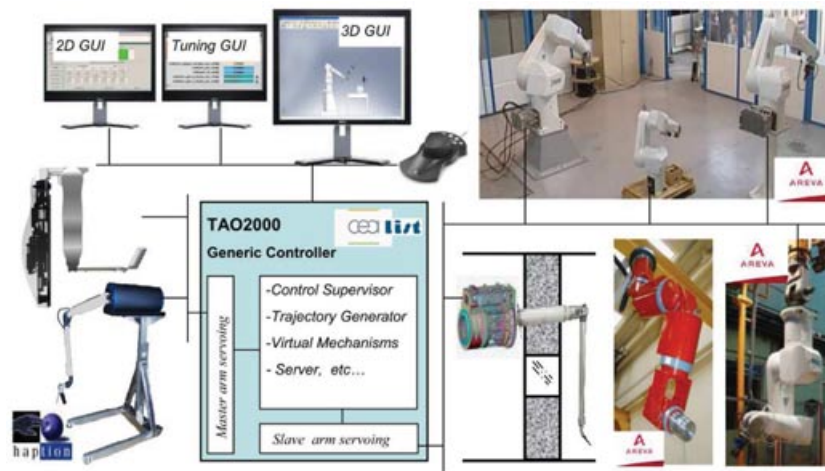 2D GUI
Tuning GUI
3D GUI
AREVA
TAO2000
cea list
Generic Controller
Master arm servoing
-Control Supervisor
-Trajectory Generator
-Virtual Mechanisms
- Server, etc...
Slave arm servoing
haption
AREVA
AREVA